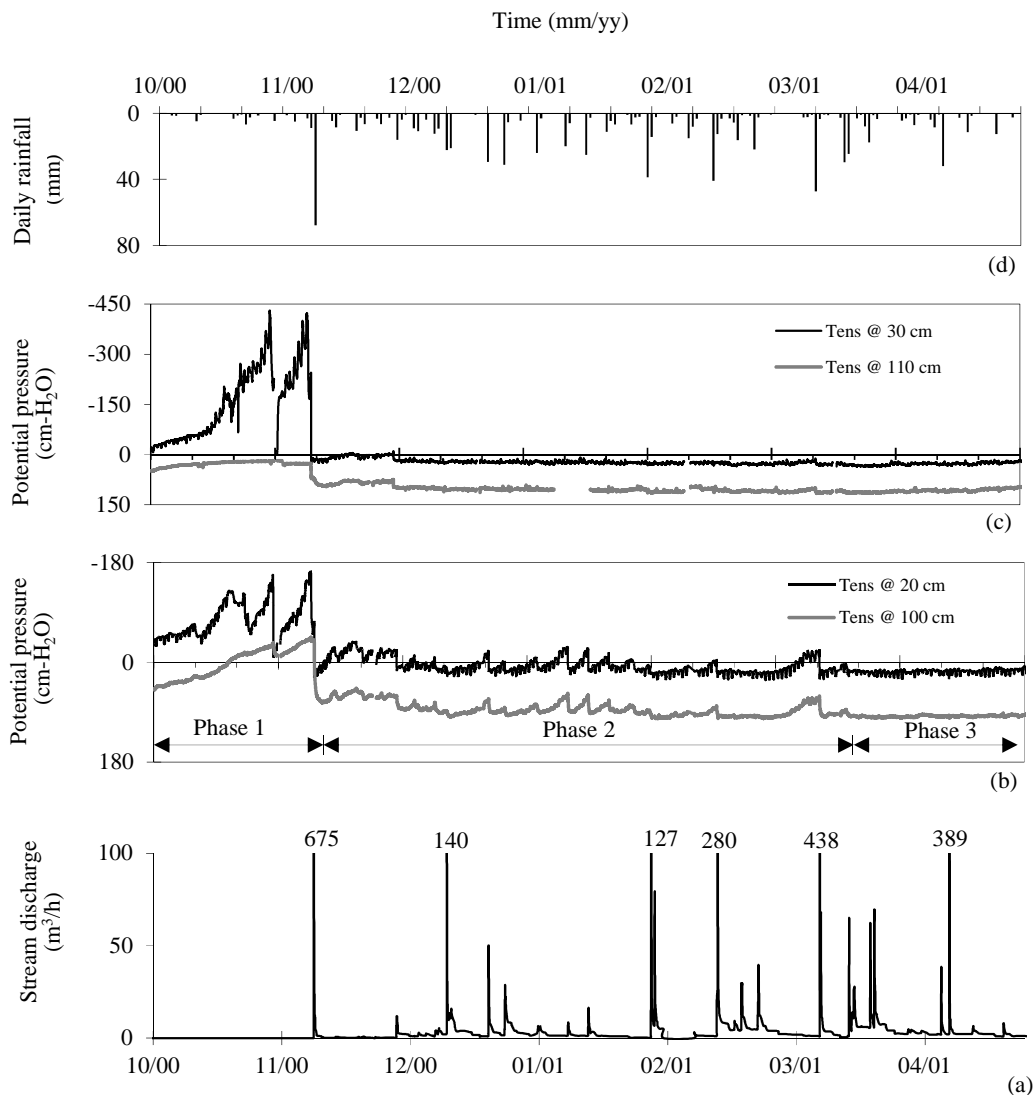 Time (mm/yy)
10/00 11/00 12/00 01/01 02/01 03/01 04/01
0
40
80
Daily rainfall
(mm)
(d)
-450
-300
-150
0
150
Potential pressure
(cm-H₂O)
Tens @ 30 cm
Tens @ 110 cm
(c)
-180
0
180
Potential pressure
(cm-H₂O)
Tens @ 20 cm
Tens @ 100 cm
Phase 1 Phase 2 Phase 3
(b)
675 140 127 280 438 389
100
50
0
Stream discharge
(m³/h)
10/00 11/00 12/00 01/01 02/01 03/01 04/01
(a)